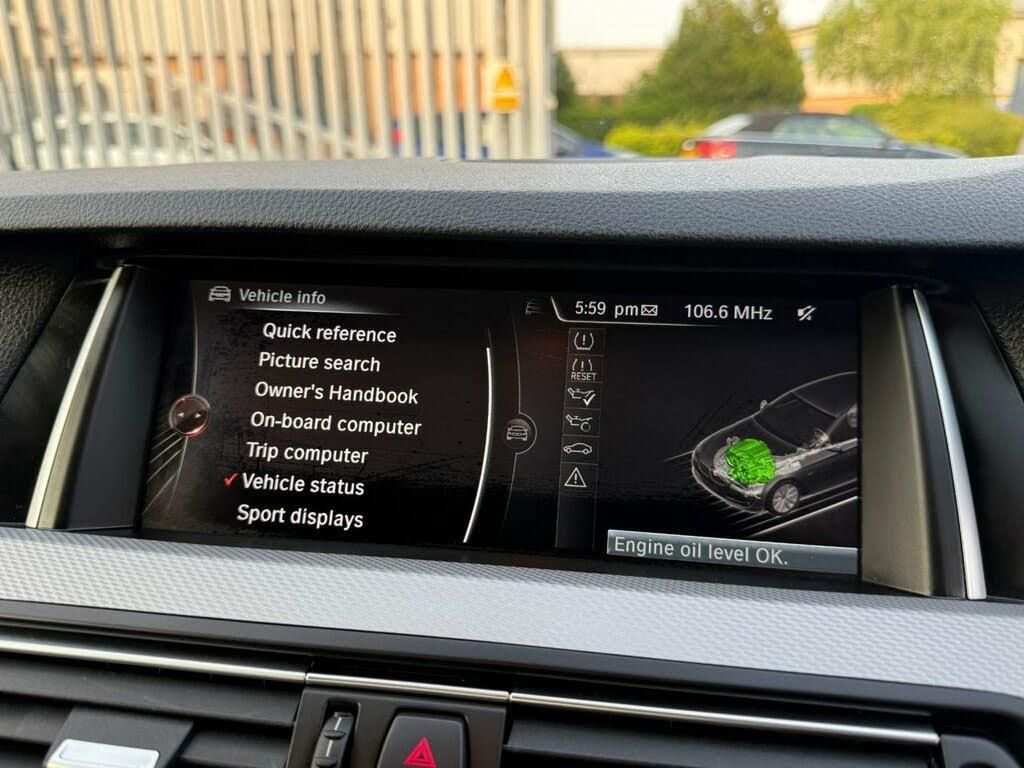 Vehicle info
5:59 pm 106.6 MHz
Quick reference
Picture search
Owner's Handbook
On-board computer
Trip computer
Vehicle status
Sport displays
RESET
Engine oil level OK.